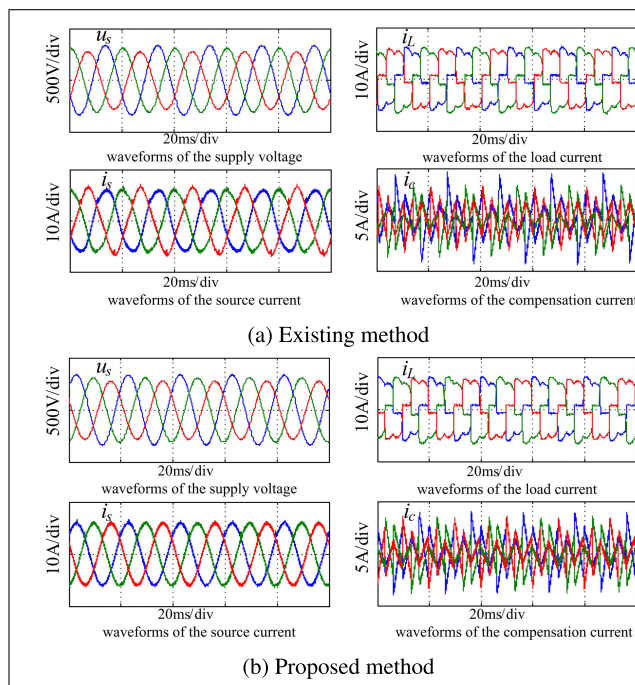 u_s
500V/div
20ms/div
waveforms of the supply voltage
i_L
10A/div
20ms/div
waveforms of the load current
i_s
10A/div
20ms/div
waveforms of the source current
i_c
5A/div
20ms/div
waveforms of the compensation current
(a) Existing method
u_s
500V/div
20ms/div
waveforms of the supply voltage
i_L
10A/div
20ms/div
waveforms of the load current
i_s
10A/div
20ms/div
waveforms of the source current
i_c
5A/div
20ms/div
waveforms of the compensation current
(b) Proposed method